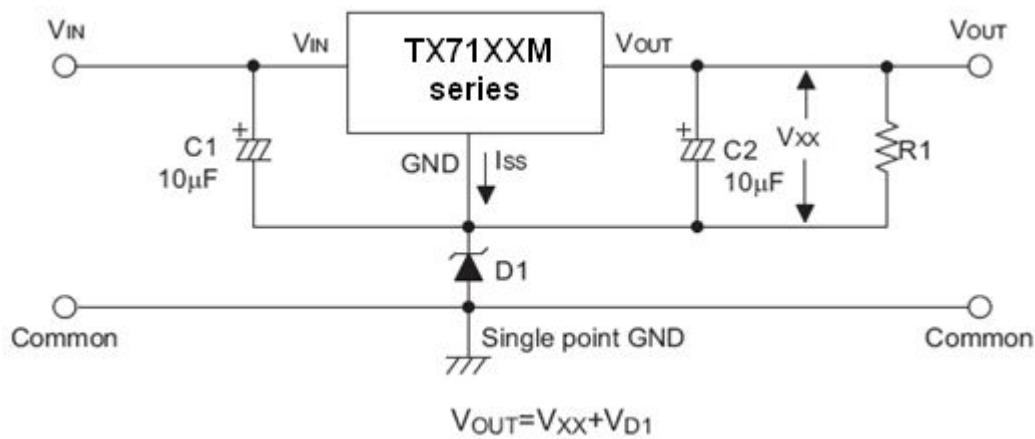 VIN
VIN
TX71XXM
series
VOUT
VOUT
+
C1
10μF
GND
ISS
+
C2
10μF
VXX
R1
D1
Common
Single point GND
Common
VOUT=VXX+VD1